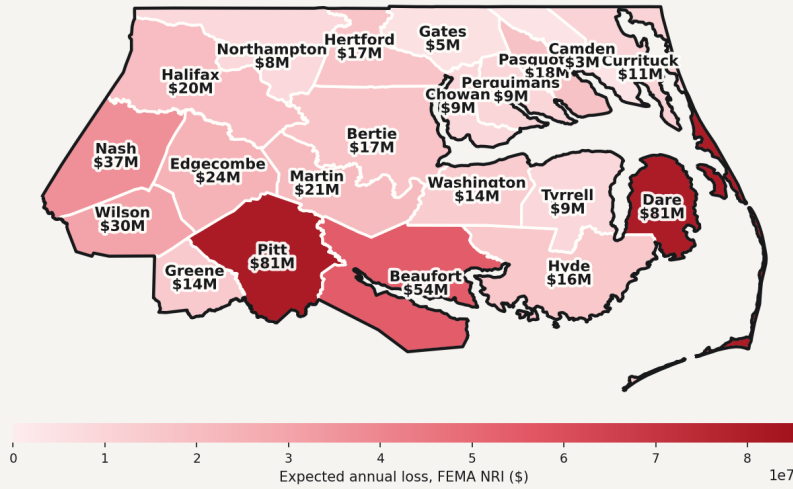 Gates
$5M
Hertford
$17M
Northampton
$8M
Camden
$3M
Pasquot
$18M
Currituck
$11M
Halifax
$20M
Perquimans
$9M
Chowan
$9M
Bertie
$17M
Nash
$37M
Edgecombe
$24M
Martin
$21M
Washington
$14M
Tyrrell
$9M
Dare
$81M
Wilson
$30M
Pitt
$81M
Greene
$14M
Beaufort
$54M
Hyde
$16M
0 1 2 3 4 5 6 7 8
1e7
Expected annual loss, FEMA NRI ($)